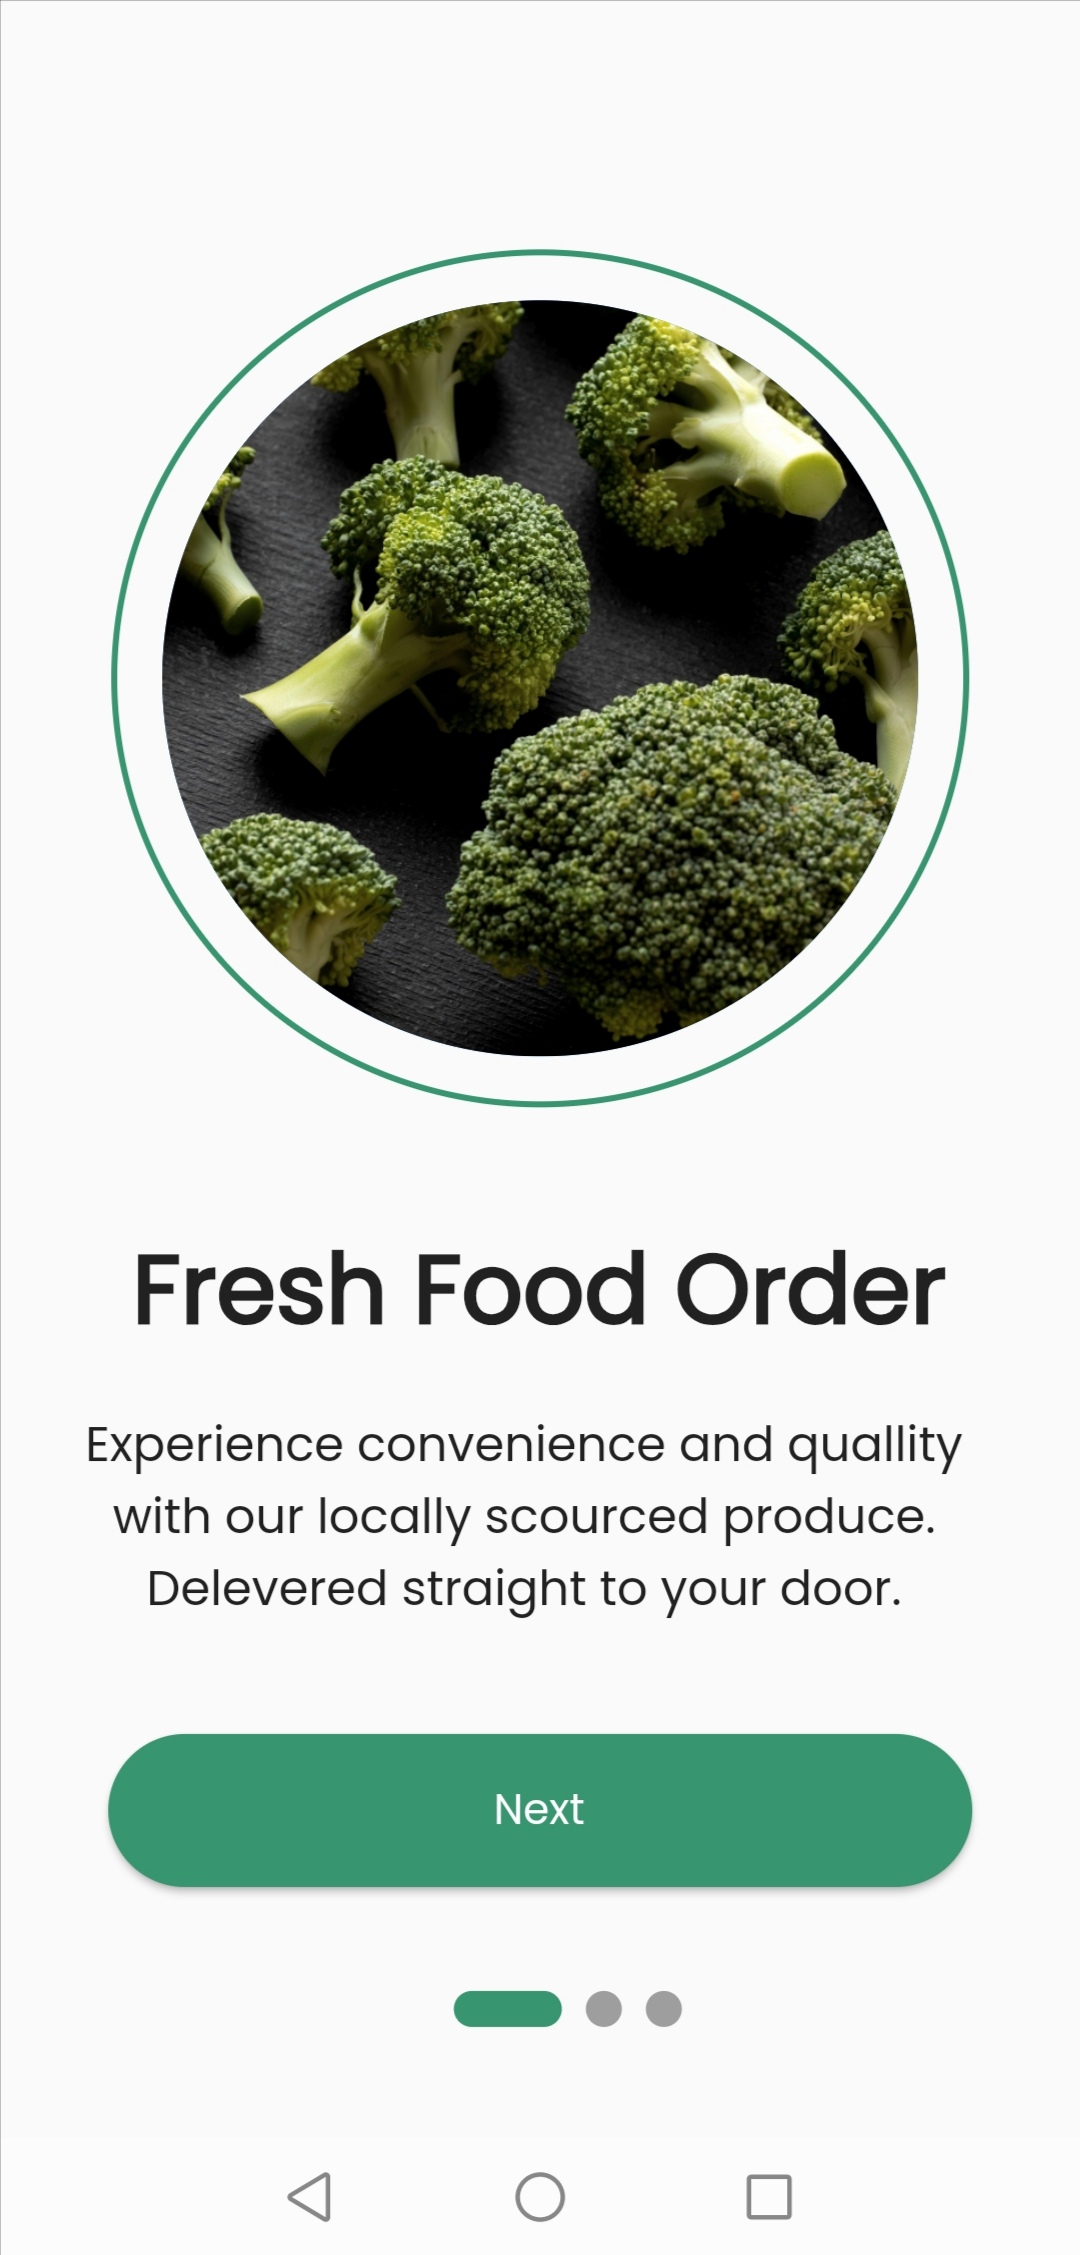 Fresh Food Order
Experience convenience and quallity
with our locally scourced produce.
Delevered straight to your door.
Next